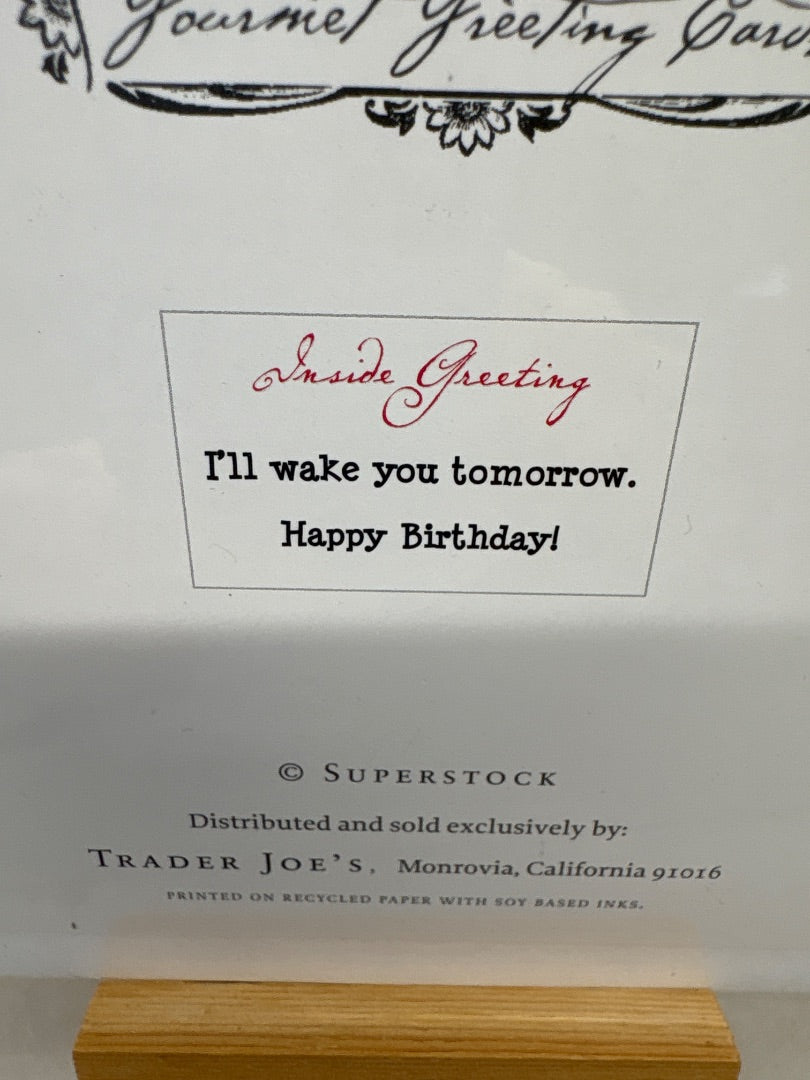 Gourmet Greeting Card
Inside Greeting
I'll wake you tomorrow.
Happy Birthday!
© SUPERSTOCK
Distributed and sold exclusively by:
TRADER JOE'S, Monrovia, California 91016
PRINTED ON RECYCLED PAPER WITH SOY BASED INKS.